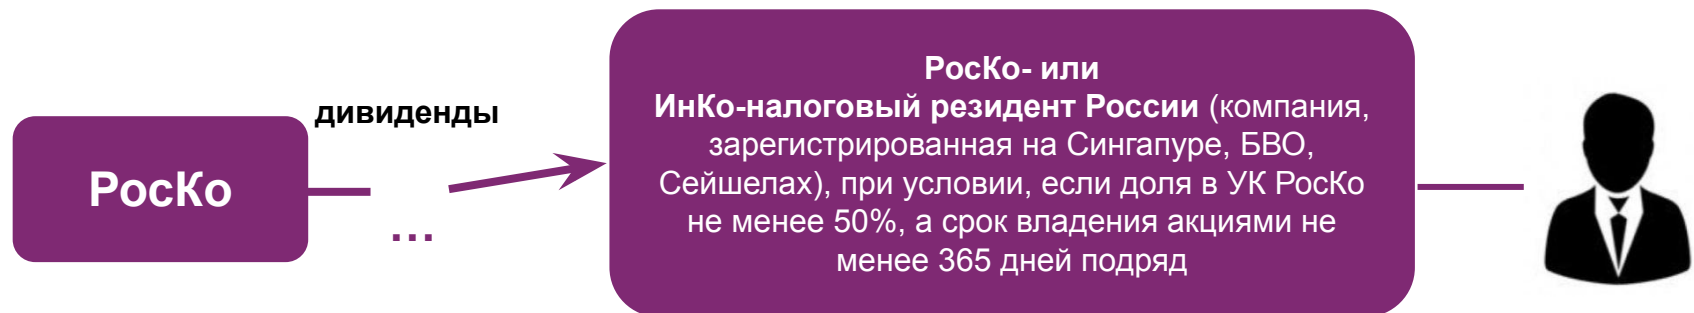 РосКо
дивиденды
...
РосКо- или
ИнКо-налоговый резидент России (компания,
зарегистрированная на Сингапуре, БВО,
Сейшелах), при условии, если доля в УК РосКо
не менее 50%, а срок владения акциями не
менее 365 дней подряд